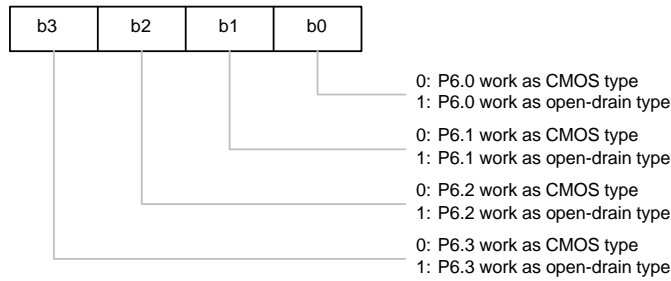 b3 b2 b1 b0
0: P6.0 work as CMOS type
1: P6.0 work as open-drain type
0: P6.1 work as CMOS type
1: P6.1 work as open-drain type
0: P6.2 work as CMOS type
1: P6.2 work as open-drain type
0: P6.3 work as CMOS type
1: P6.3 work as open-drain type